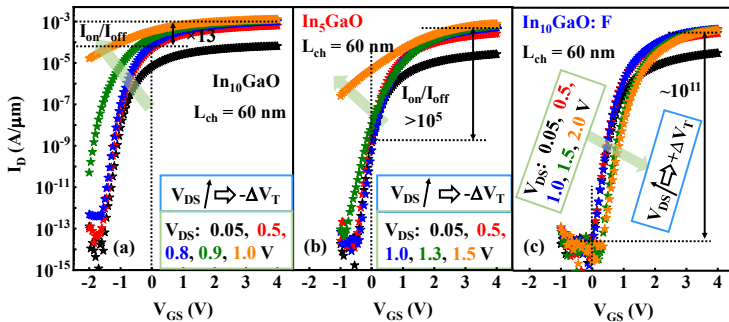 10⁻³
10⁻⁵
10⁻⁷
10⁻⁹
10⁻¹¹
10⁻¹³
10⁻¹⁵
I_D (A/μm)
I_on/I_off
×13
In₁₀GaO
L_ch = 60 nm
V_DS ⇨ -ΔV_T
V_DS: 0.05, 0.5,
0.8, 0.9, 1.0 V
(a)
-2 -1 0 1 2 3 4
V_GS (V)
In₅GaO
L_ch = 60 nm
I_on/I_off
>10⁵
V_DS ⇨ -ΔV_T
V_DS: 0.05, 0.5,
1.0, 1.3, 1.5 V
(b)
-2 -1 0 1 2 3 4
V_GS (V)
In₁₀GaO: F
L_ch = 60 nm
~10¹¹
V_DS: 0.05, 0.5,
1.0, 1.5, 2.0 V
V_DS ⇨ +ΔV_T
(c)
-2 -1 0 1 2 3 4
V_GS (V)